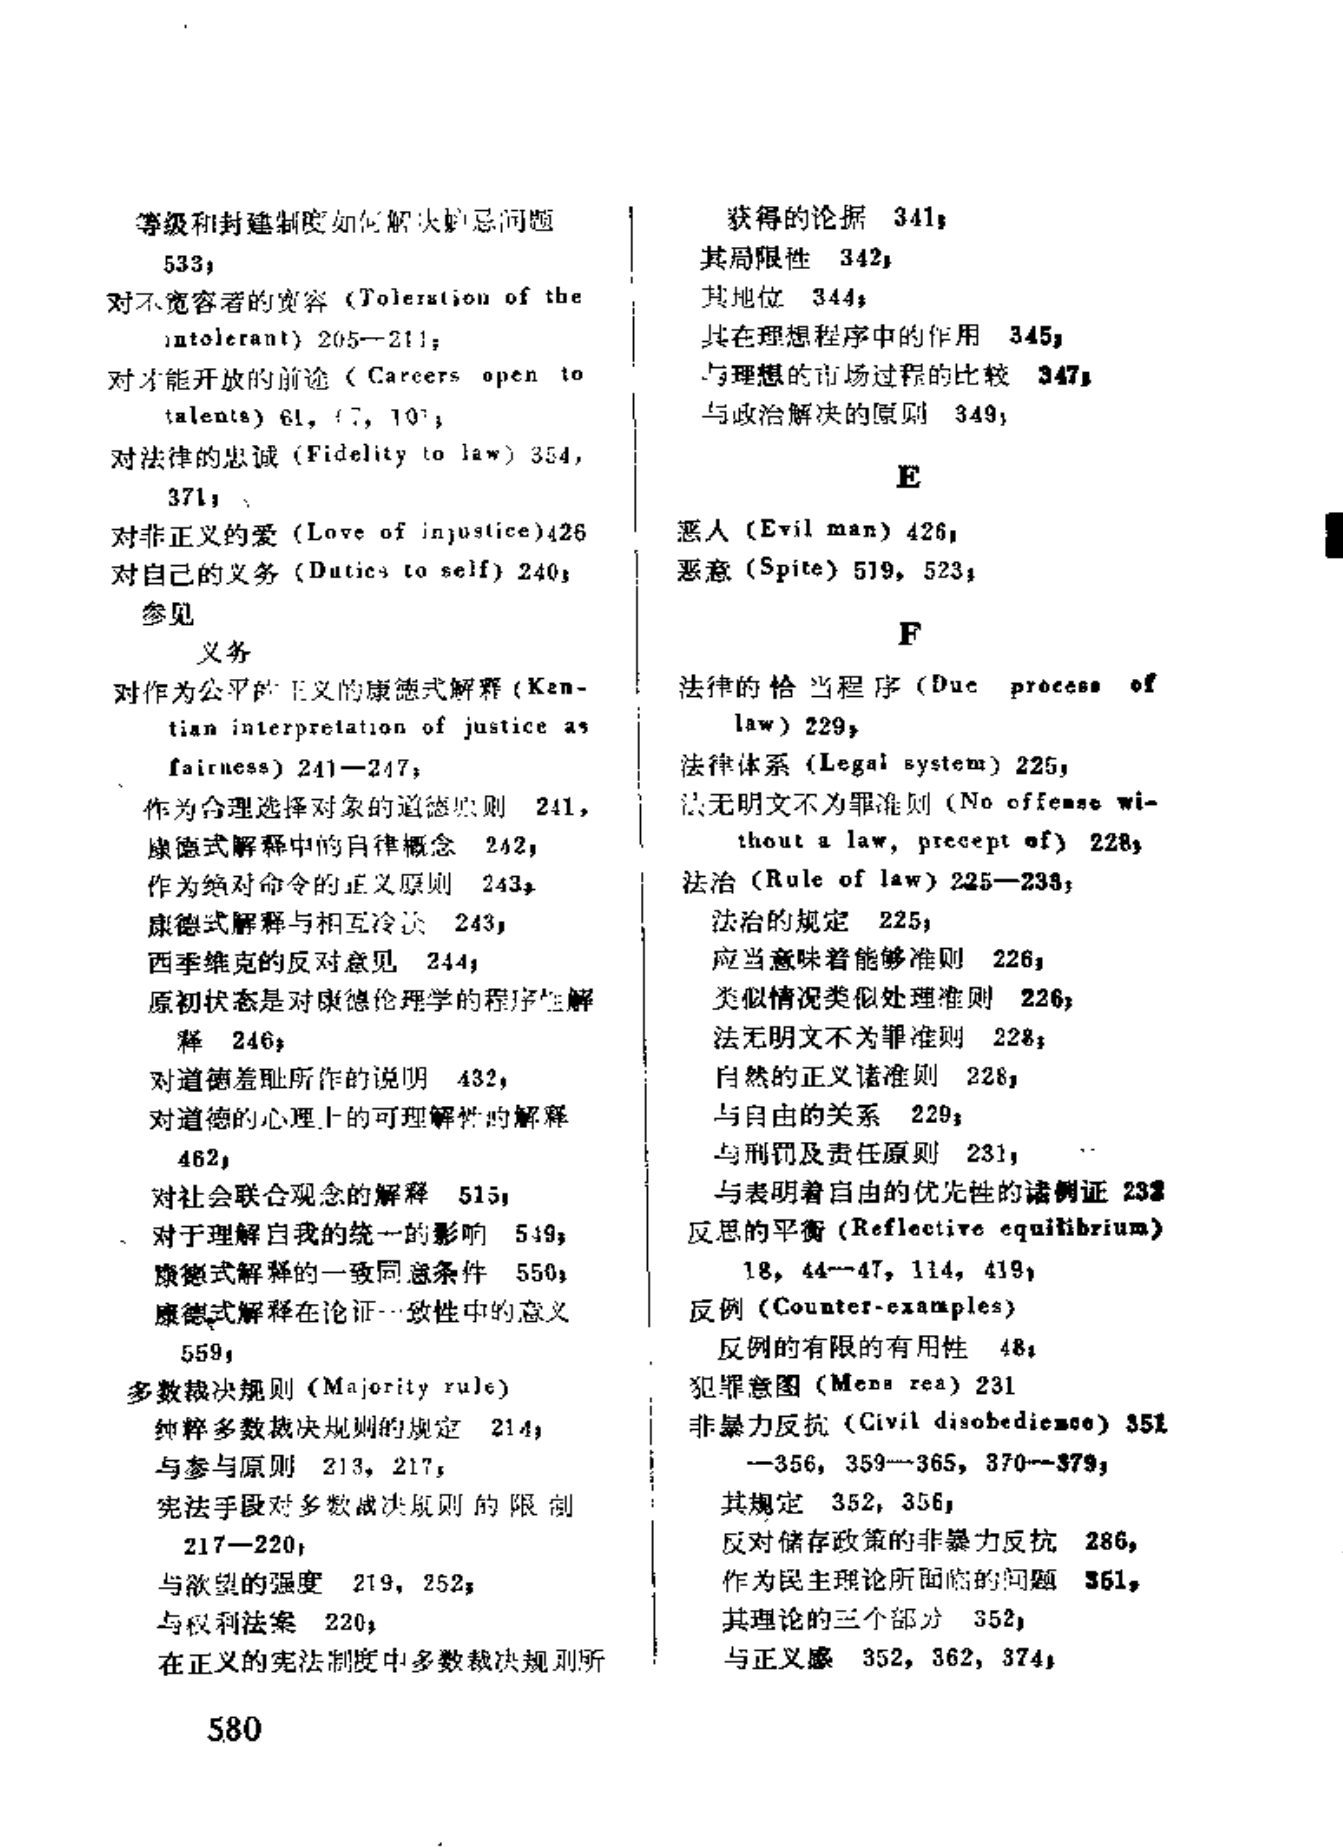 等级和封建制度如何解决妒忌问题
533；
对不宽容者的宽容（Toleration of the
intolerant）205—211；
对才能开放的前途（Careers open to
talents）61，
对法律的忠诚（Fidelity to law）354，
371；
对非正义的爱（Love of injustice)426
对自己的义务（Duties to self）240；
参见
义务
对作为公平的正义的康德式解释（Kan-
tian interpretation of justice as
fairness）241—247；
作为合理选择对象的道德原则 241，
康德式解释中的自律概念 242，
作为绝对命令的正义原则 243，
康德式解释与相互冷淡 243；
西季维克的反对意见 244；
原初状态是对康德伦理学的程序性解
释 246；
对道德羞耻所作的说明 432，
对道德的心理上的可理解性的解释
462；
对社会联合观念的解释 515；
对于理解自我的统一的影响 549；
康德式解释的一致同意条件 550；
康德式解释在论证一致性中的意义
559；
多数裁决规则（Majority rule）
纯粹多数裁决规则的规定 214；
与参与原则 213，217；
宪法手段对多数裁决规则的限制
217—220；
与欲望的强度 219，252；
与权利法案 220；
在正义的宪法制度中多数裁决规则所
获得的论据 341；
其局限性 342；
其地位 344；
其在理想程序中的作用 345；
与理想的市场过程的比较 347；
与政治解决的原则 349；
E
恶人（Evil man）426；
恶意（Spite）519，523；
F
法律的恰当程序（Due process of
law）229；
法律体系（Legal system）225；
法无明文不为罪准则（No offense wi-
thout a law, precept of）228；
法治（Rule of law）225—233；
法治的规定 225；
应当意味着能够准则 226；
类似情况类似处理准则 226；
法无明文不为罪准则 228；
自然的正义诸准则 228；
与自由的关系 229；
与刑罚及责任原则 231；
与表明着自由的优先性的诸例证 232
反思的平衡（Reflective equilibrium）
18，44—47，114，419；
反例（Counter-examples）
反例的有限的有用性 48；
犯罪意图（Mens rea）231
非暴力反抗（Civil disobedience）351
—356，359—365，370—379；
其规定 352，356；
反对储存政策的非暴力反抗 286，
作为民主理论所面临的问题 351，
其理论的三个部分 352；
与正义感 352，362，374；
580